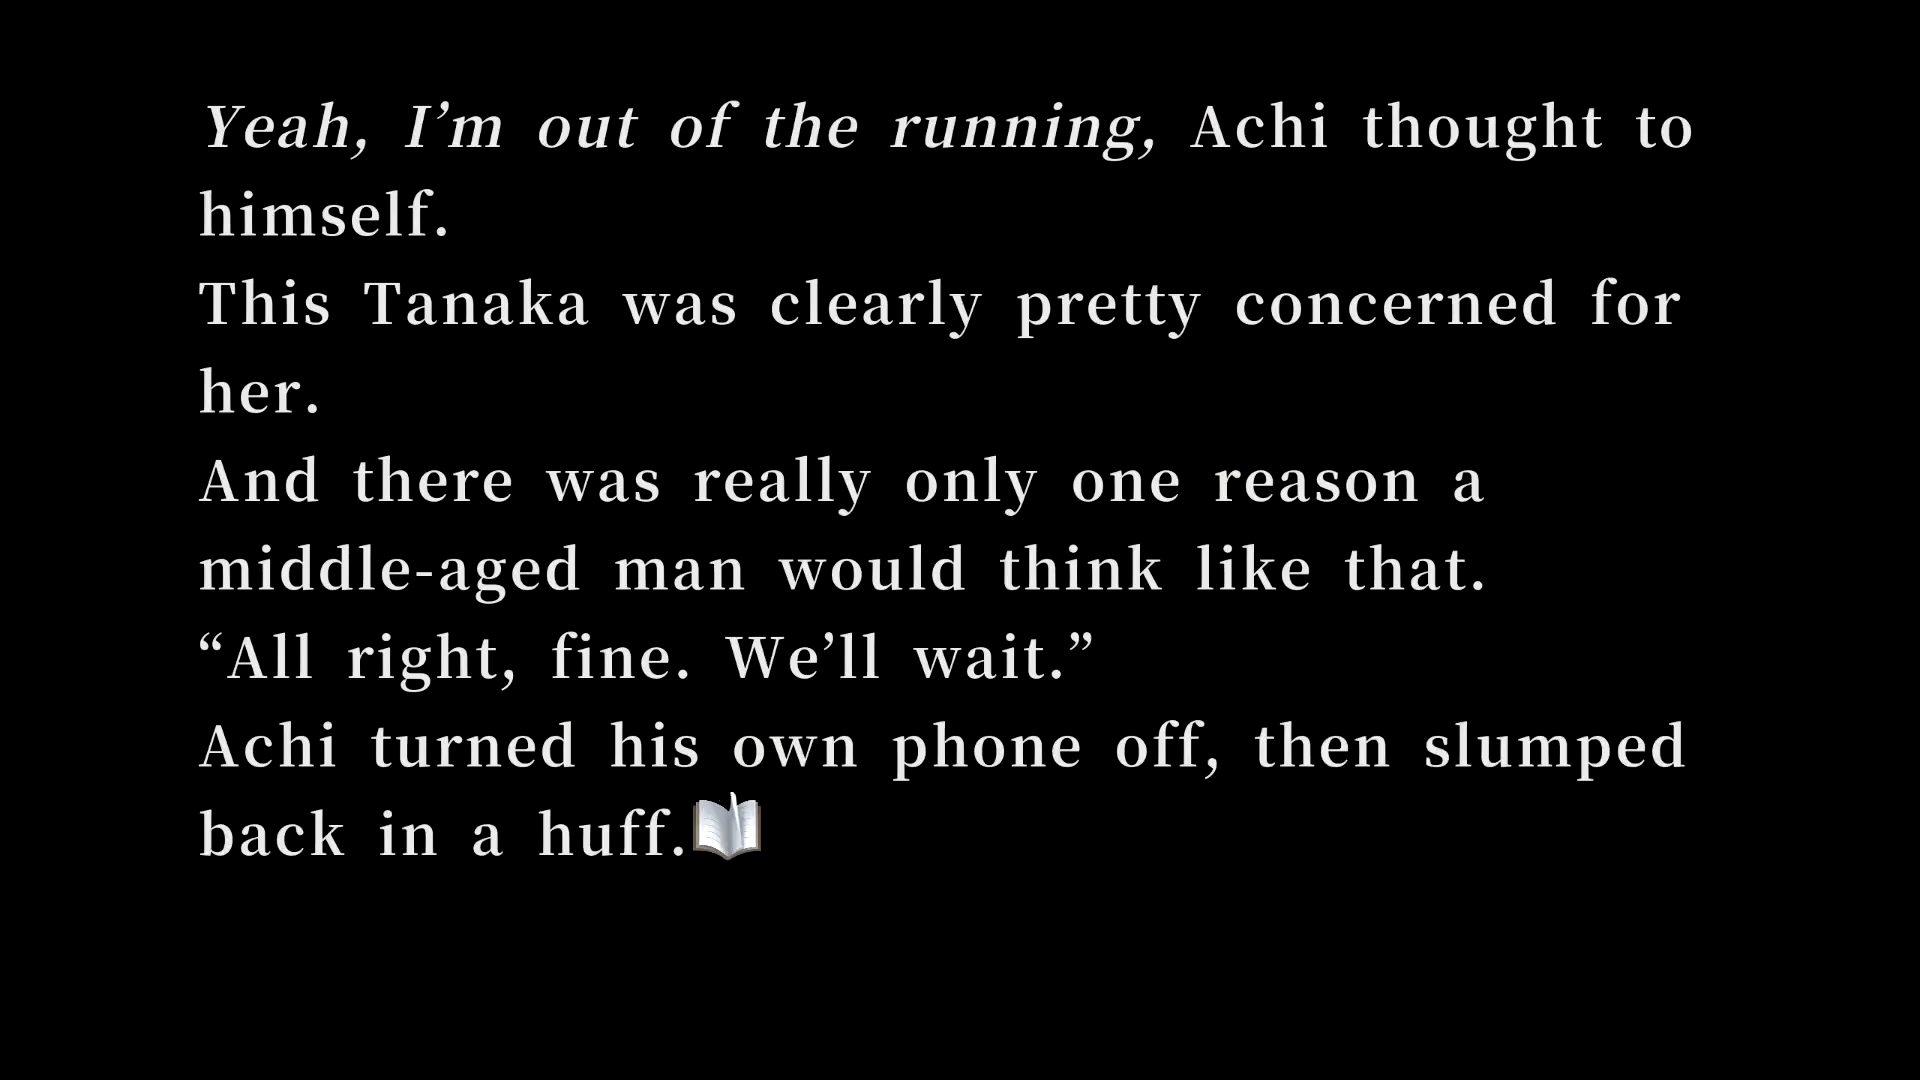 Yeah, I’m out of the running, Achi thought to
himself.
This Tanaka was clearly pretty concerned for
her.
And there was really only one reason a
middle-aged man would think like that.
“All right, fine. We’ll wait.”
Achi turned his own phone off, then slumped
back in a huff.